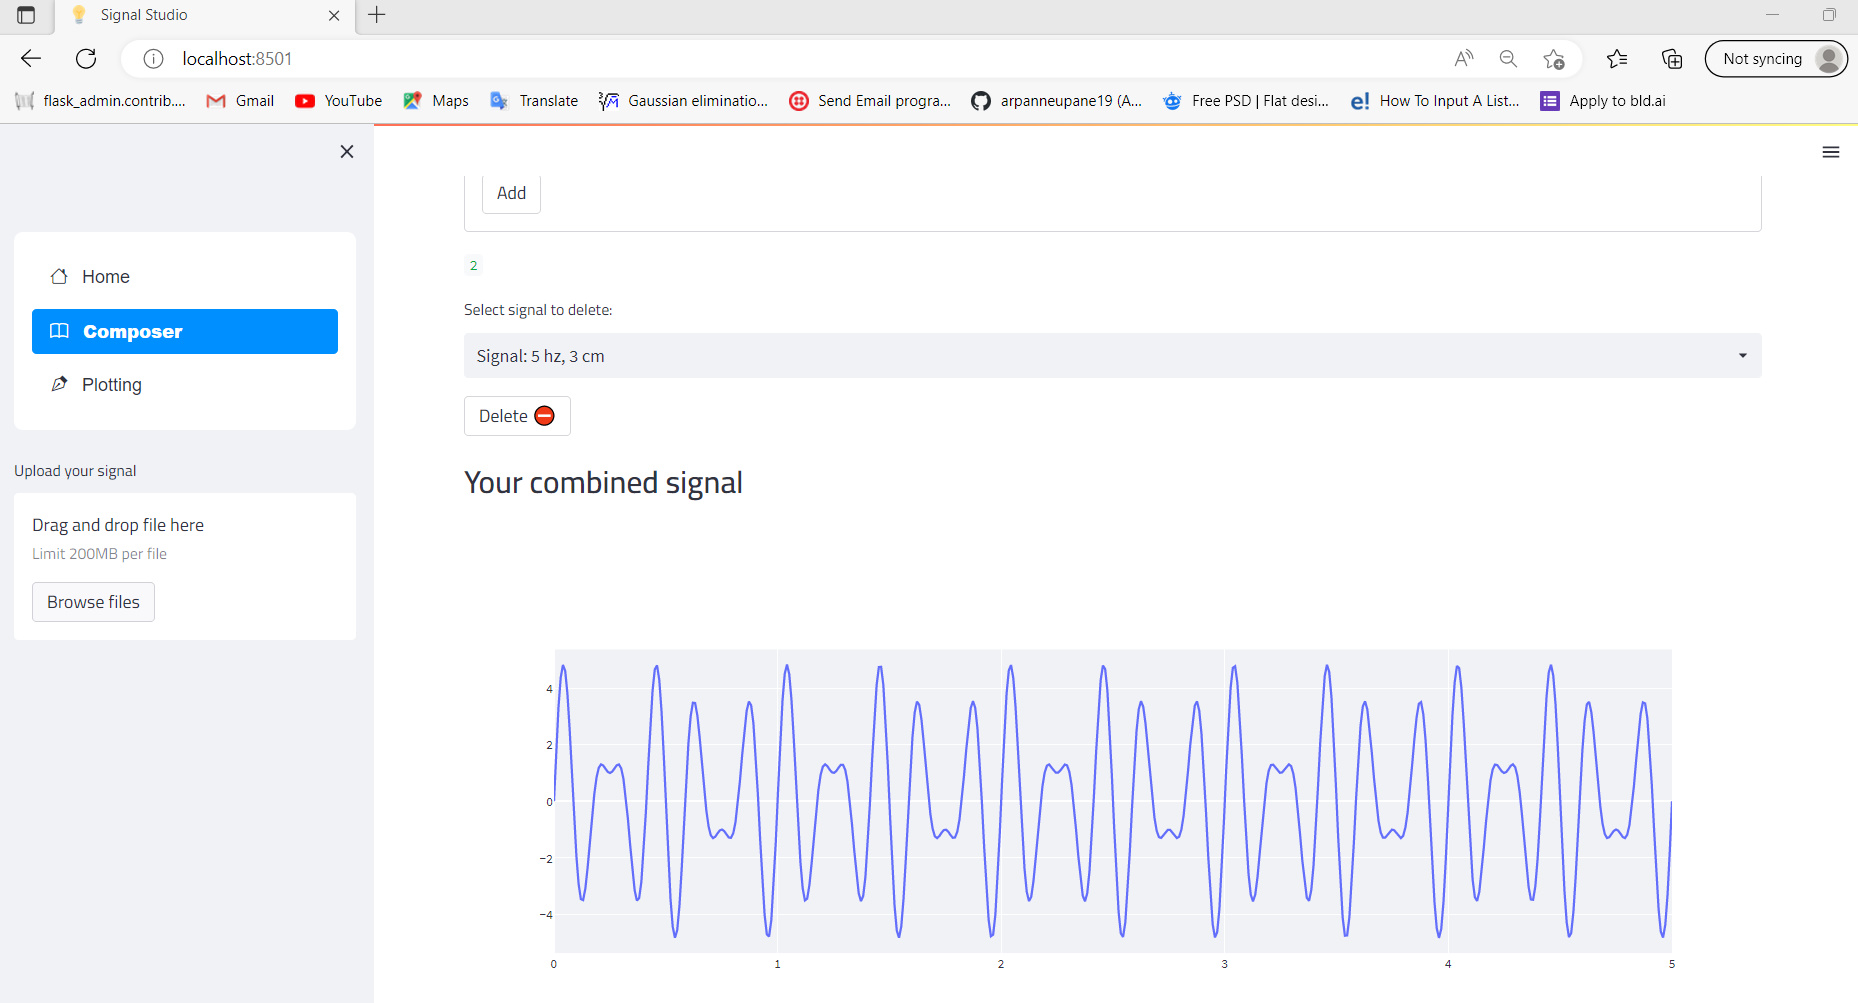 Signal Studio
localhost:8501
Not syncing
flask_admin.contrib.... Gmail YouTube Maps Translate Gaussian eliminatio... Send Email progra... arpanneupane19 (A... Free PSD | Flat desi... How To Input A List... Apply to bld.ai
Home
Composer
Plotting
Upload your signal
Drag and drop file here
Limit 200MB per file
Browse files
Add
2
Select signal to delete:
Signal: 5 hz, 3 cm
Delete
Your combined signal
4
2
0
−2
−4
0 1 2 3 4 5